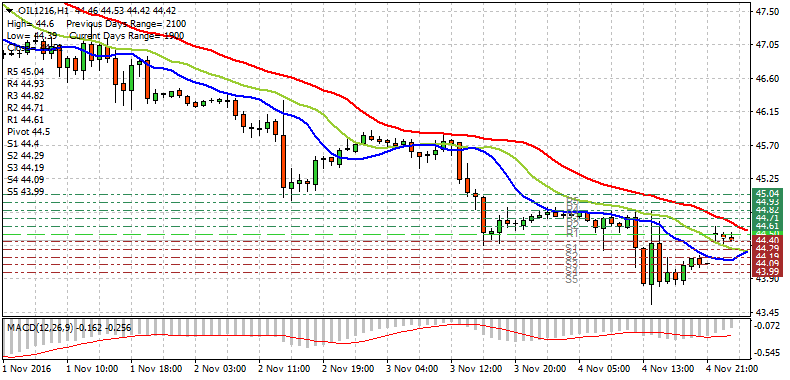 OIL1216,H1 44.46 44.53 44.42 44.42
High= 44.6 Previous Days Range= 2100
Low= 44.39 Current Days Range= 1900
R5 45.04
R4 44.93
R3 44.82
R2 44.71
R1 44.61
Pivot 44.5
S1 44.4
S2 44.29
S3 44.19
S4 44.09
S5 43.99
47.50
47.05
46.60
46.15
45.70
45.25
45.04
44.93
44.82
44.71
44.61
44.50
44.40
44.29
44.19
44.09
43.99
43.90
43.45
MACD(12,26,9) -0.162 -0.256
-0.072
-0.545
1 Nov 2016
1 Nov 10:00
1 Nov 18:00
2 Nov 03:00
2 Nov 11:00
2 Nov 19:00
3 Nov 04:00
3 Nov 12:00
3 Nov 20:00
4 Nov 05:00
4 Nov 13:00
4 Nov 21:00